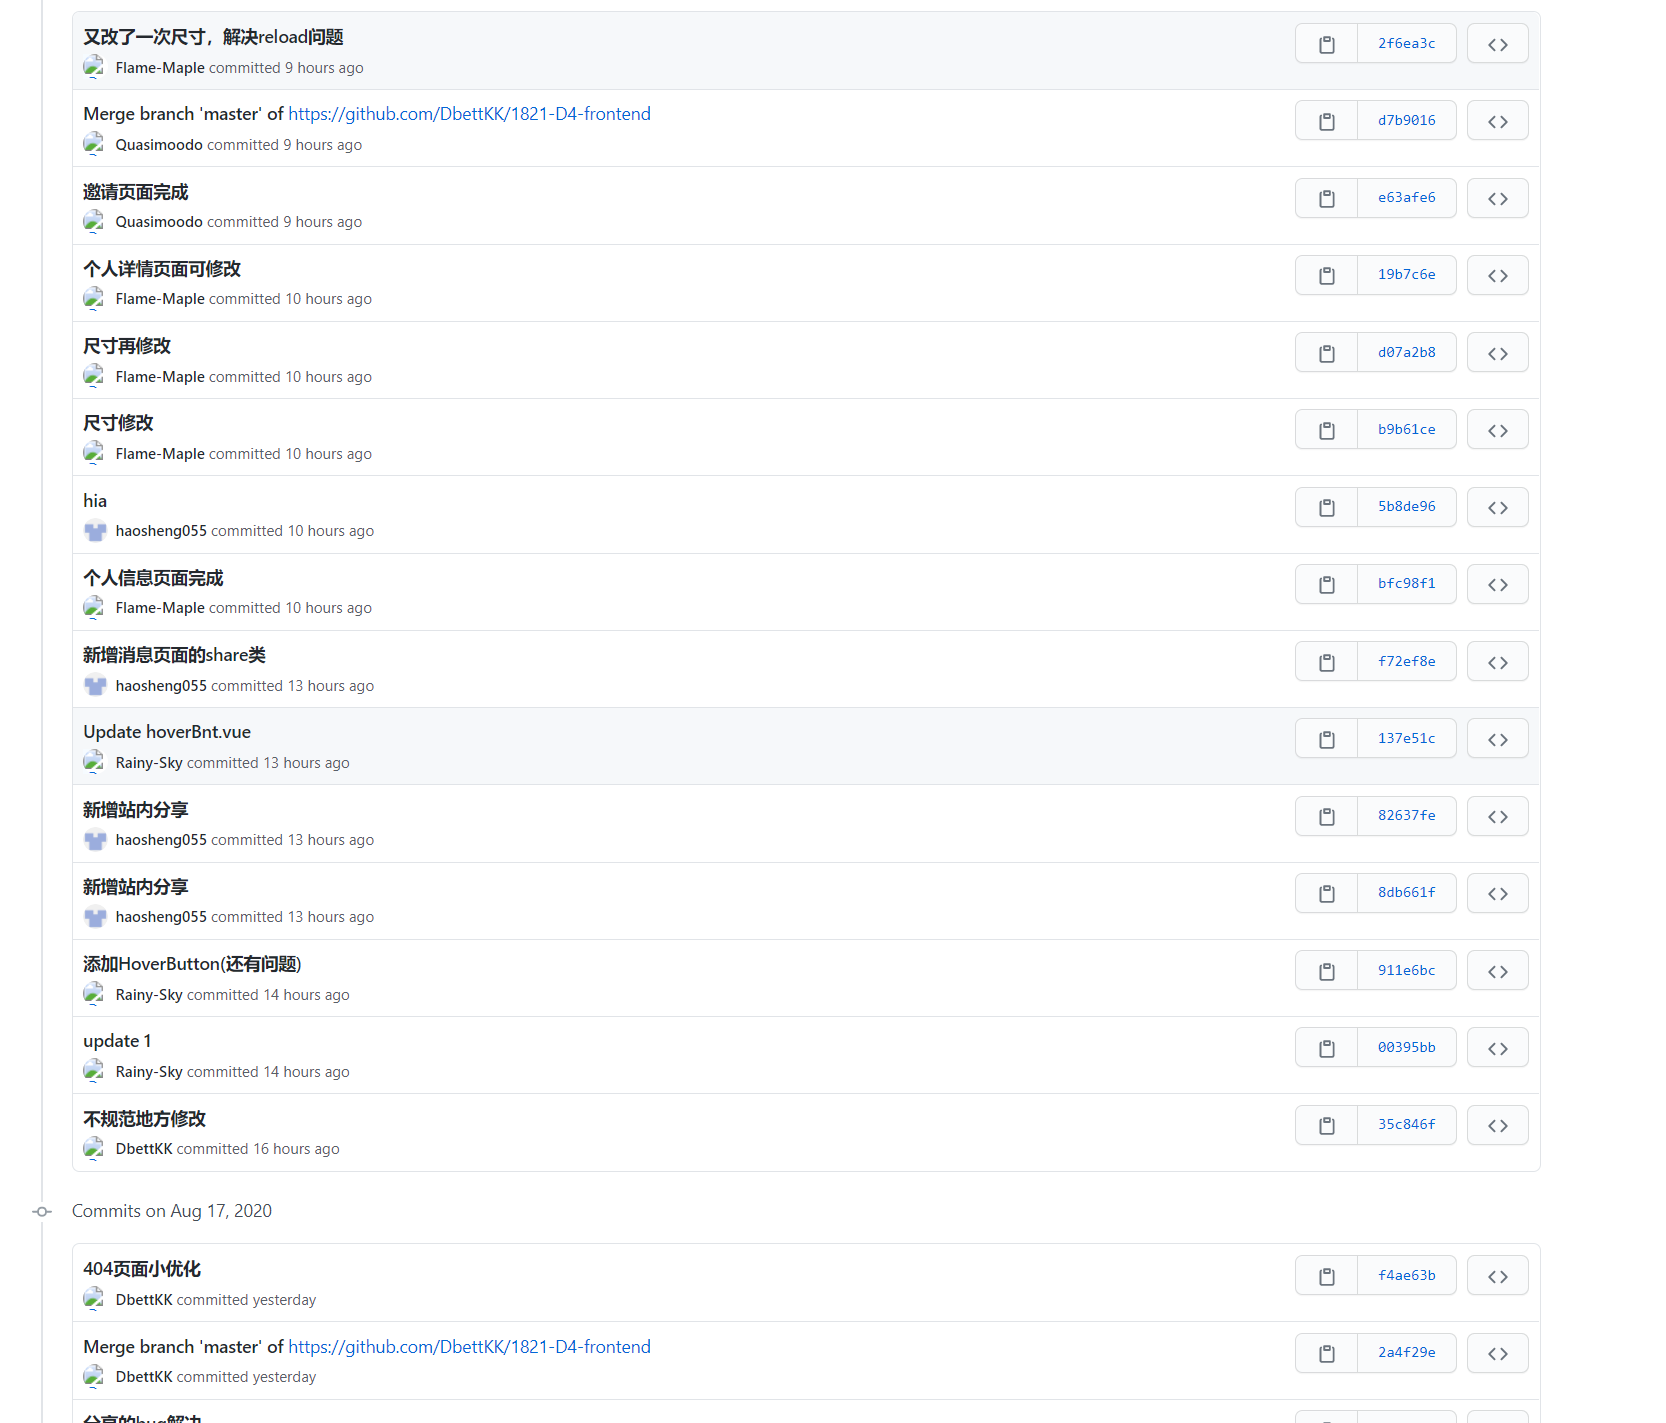 又改了一次尺寸，解决reload问题
2f6ea3c
Flame-Maple committed 9 hours ago
Merge branch 'master' of https://github.com/DbettKK/1821-D4-frontend
d7b9016
Quasimoodo committed 9 hours ago
邀请页面完成
e63afe6
Quasimoodo committed 9 hours ago
个人详情页面可修改
19b7c6e
Flame-Maple committed 10 hours ago
尺寸再修改
d07a2b8
Flame-Maple committed 10 hours ago
尺寸修改
b9b61ce
Flame-Maple committed 10 hours ago
hia
5b8de96
haosheng055 committed 10 hours ago
个人信息页面完成
bfc98f1
Flame-Maple committed 10 hours ago
新增消息页面的share类
f72ef8e
haosheng055 committed 13 hours ago
Update hoverBnt.vue
137e51c
Rainy-Sky committed 13 hours ago
新增站内分享
82637fe
haosheng055 committed 13 hours ago
新增站内分享
8db661f
haosheng055 committed 13 hours ago
添加HoverButton(还有问题)
911e6bc
Rainy-Sky committed 14 hours ago
update 1
00395bb
Rainy-Sky committed 14 hours ago
不规范地方修改
35c846f
DbettKK committed 16 hours ago
Commits on Aug 17, 2020
404页面小优化
f4ae63b
DbettKK committed yesterday
Merge branch 'master' of https://github.com/DbettKK/1821-D4-frontend
2a4f29e
DbettKK committed yesterday
分享的bug解决